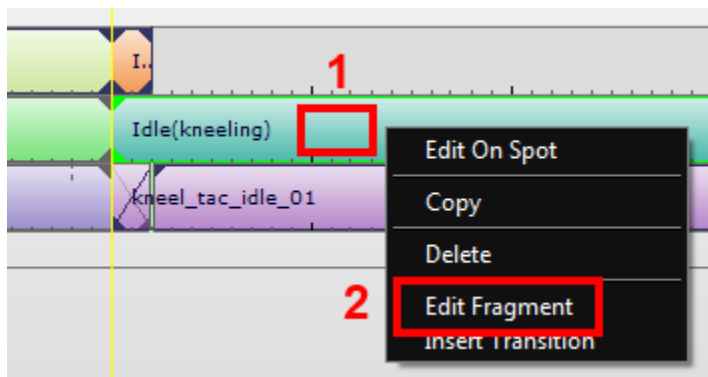 I..
1
Idle(kneeling)
Edit On Spot
kneel_tac_idle_01
Copy
Delete
2
Edit Fragment
Insert Transition